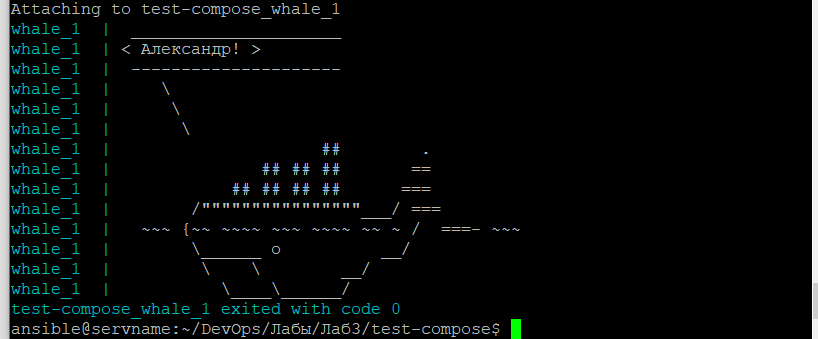 Attaching to test-compose_whale_1
whale_1  |  _____________________
whale_1  | < Александр! >
whale_1  |  ---------------------
whale_1  |     \
whale_1  |      \
whale_1  |       \
whale_1  |                     ##        .
whale_1  |               ## ## ##       ==
whale_1  |            ## ## ## ##      ===
whale_1  |        /""""""""""""""""___/ ===
whale_1  |   ~~~ {~~ ~~~~ ~~~ ~~~~ ~~ ~ /  ===- ~~~
whale_1  |        \______ o          __/
whale_1  |         \    \        __/
whale_1  |           \____\______/
test-compose_whale_1 exited with code 0
ansible@servname:~/DevOps/Лабы/Лаб3/test-compose$